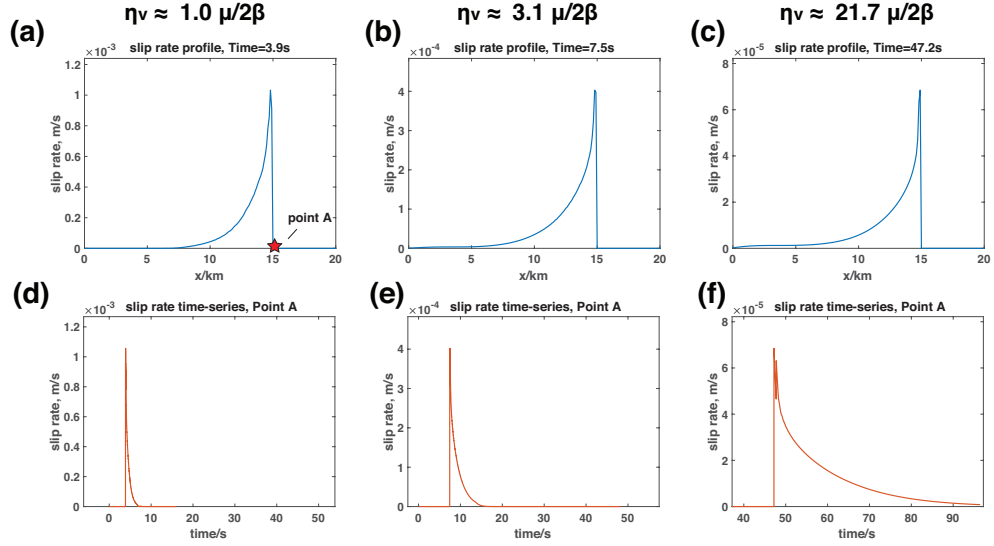 ηv ≈ 1.0 μ/2β
ηv ≈ 3.1 μ/2β
ηv ≈ 21.7 μ/2β
(a)
slip rate profile, Time=3.9s
×10⁻³
1.2
1
0.8
0.6
0.4
0.2
0
slip rate, m/s
point A
0 5 10 15 20
x/km
(b)
slip rate profile, Time=7.5s
×10⁻⁴
4
3
2
1
0
slip rate, m/s
0 5 10 15 20
x/km
(c)
slip rate profile, Time=47.2s
×10⁻⁵
8
6
4
2
0
slip rate, m/s
0 5 10 15 20
x/km
(d)
slip rate time-series, Point A
×10⁻³
1.2
1
0.8
0.6
0.4
0.2
0
slip rate, m/s
0 10 20 30 40 50
time/s
(e)
slip rate time-series, Point A
×10⁻⁴
4
3
2
1
0
slip rate, m/s
0 10 20 30 40 50
time/s
(f)
slip rate time-series, Point A
×10⁻⁵
8
6
4
2
0
slip rate, m/s
40 50 60 70 80 90
time/s